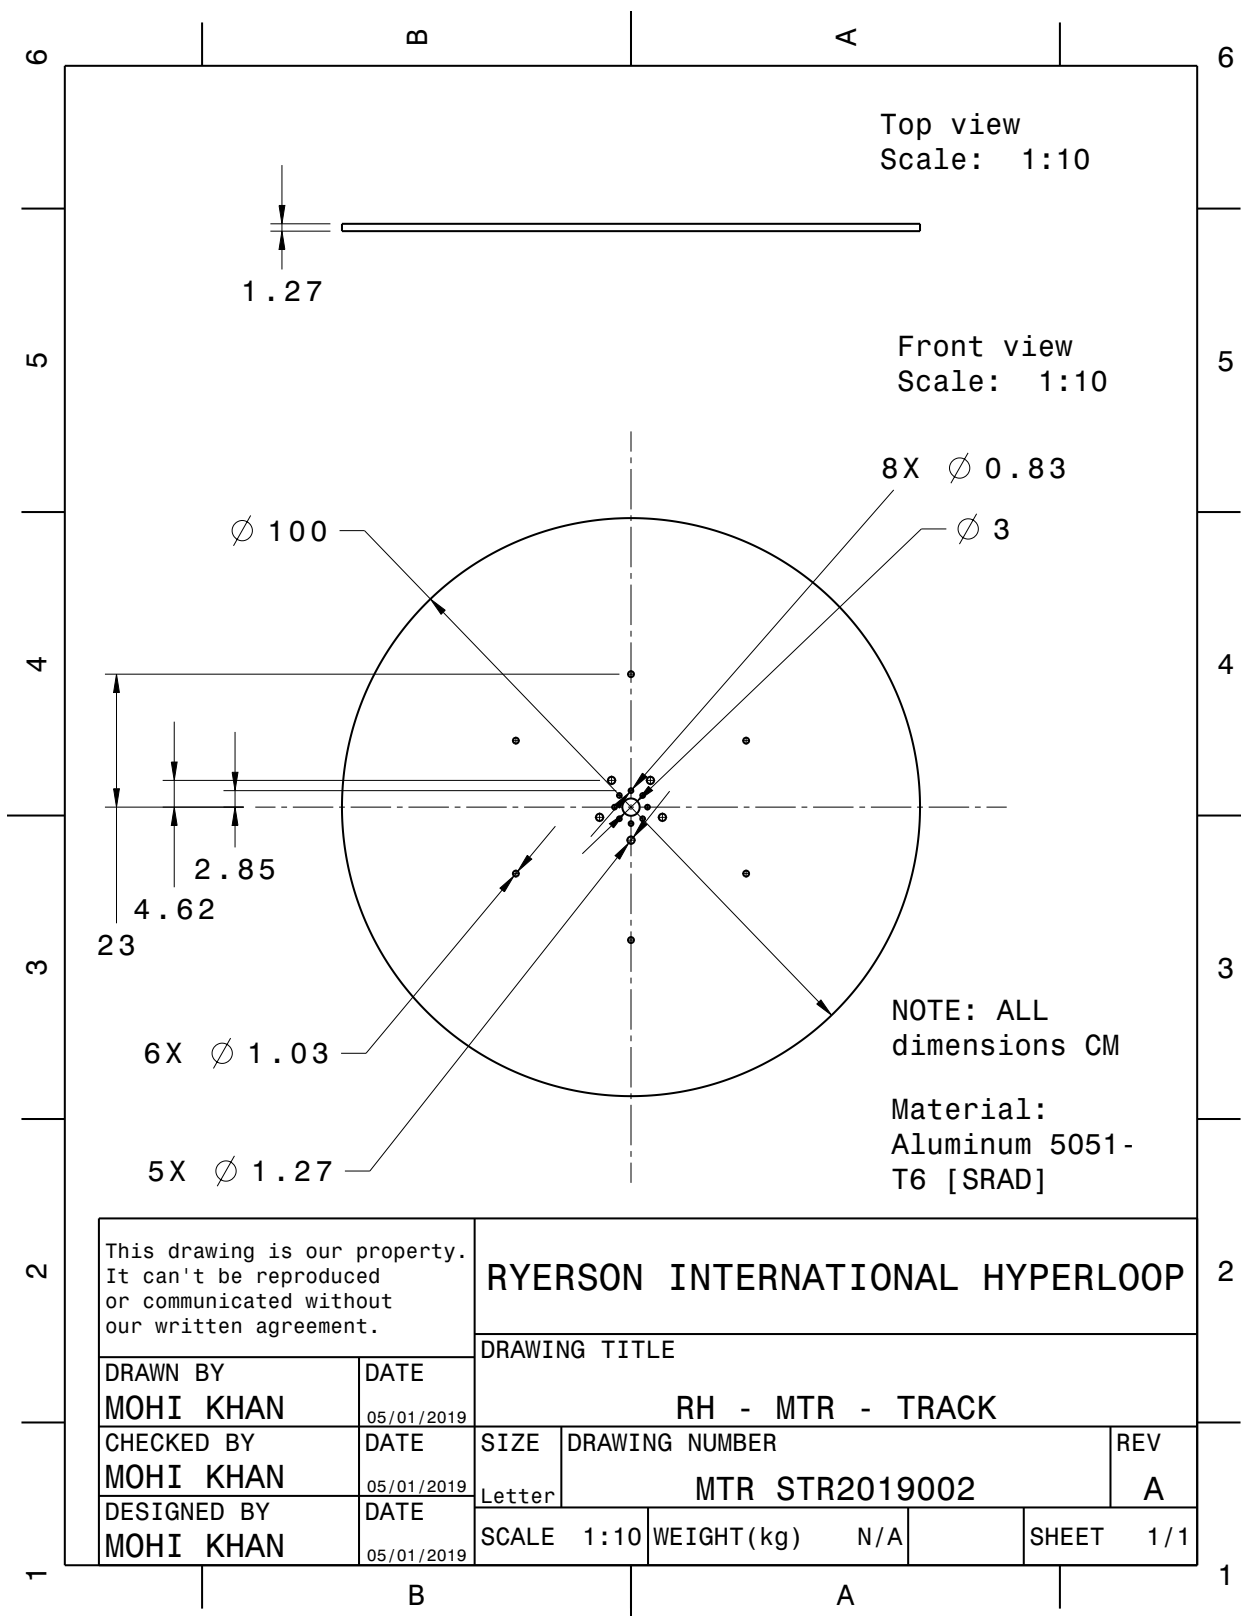 B
A
6
6
Top view
Scale: 1:10
1.27
Front view
Scale: 1:10
5
5
8X ∅ 0.83
∅ 100
∅ 3
4
4
2.85
4.62
23
3
3
NOTE: ALL
dimensions CM
6X ∅ 1.03
Material:
Aluminum 5051-
T6 [SRAD]
5X ∅ 1.27
2
2
This drawing is our property.
It can't be reproduced
or communicated without
our written agreement.
RYERSON INTERNATIONAL HYPERLOOP
DRAWING TITLE
RH - MTR - TRACK
DRAWN BY
MOHI KHAN
DATE
05/01/2019
CHECKED BY
MOHI KHAN
DATE
05/01/2019
SIZE
Letter
DRAWING NUMBER
MTR STR2019002
REV
A
DESIGNED BY
MOHI KHAN
DATE
05/01/2019
SCALE 1:10
WEIGHT(kg) N/A
SHEET 1/1
1
1
B
A